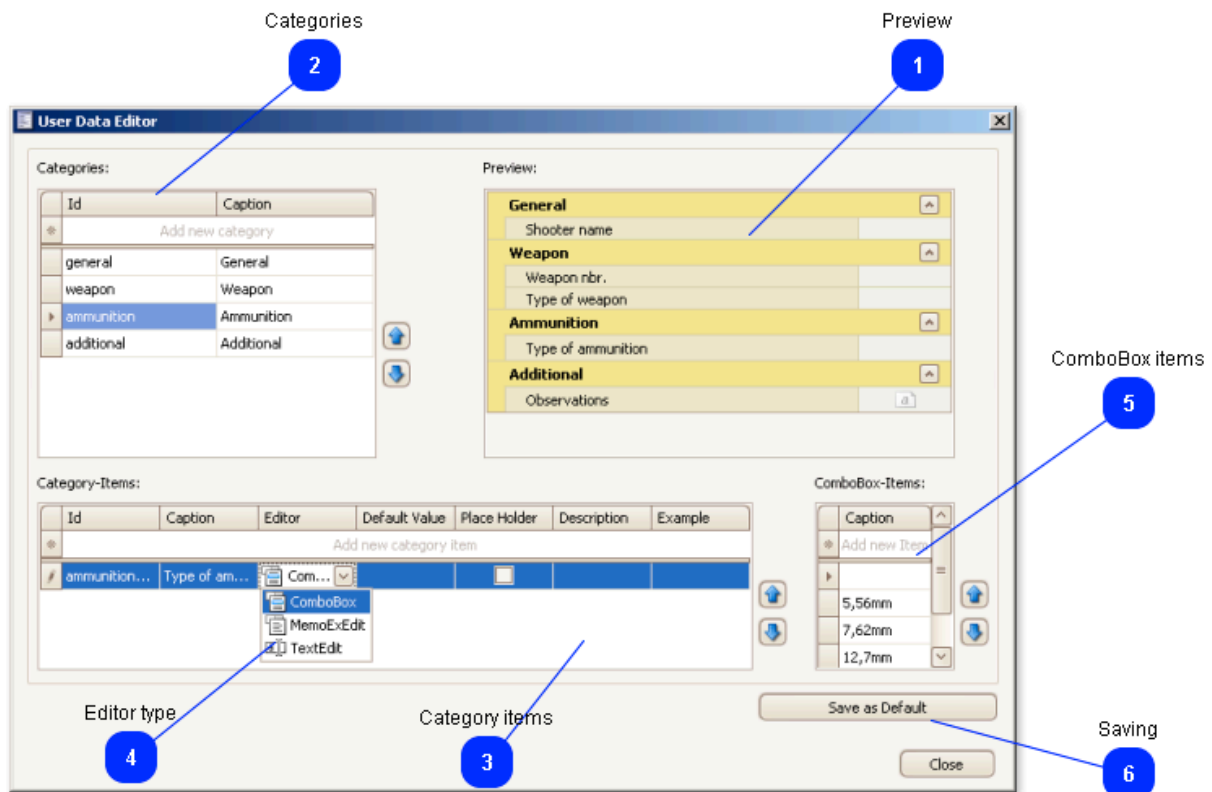 Categories
Preview
2
1
User Data Editor
Categories:
Preview:
Id Caption
Add new category
general General
weapon Weapon
ammunition Ammunition
additional Additional
General
Shooter name
Weapon
Weapon nbr.
Type of weapon
Ammunition
Type of ammunition
Additional
Observations
a
ComboBox items
5
Category-Items:
ComboBox-Items:
Id Caption Editor Default Value Place Holder Description Example
Add new category item
ammunition... Type of am... Com...
ComboBox
MemoExEdit
TextEdit
Caption
Add new Item
5,56mm
7,62mm
12,7mm
Save as Default
Close
Editor type
4
Category items
3
Saving
6